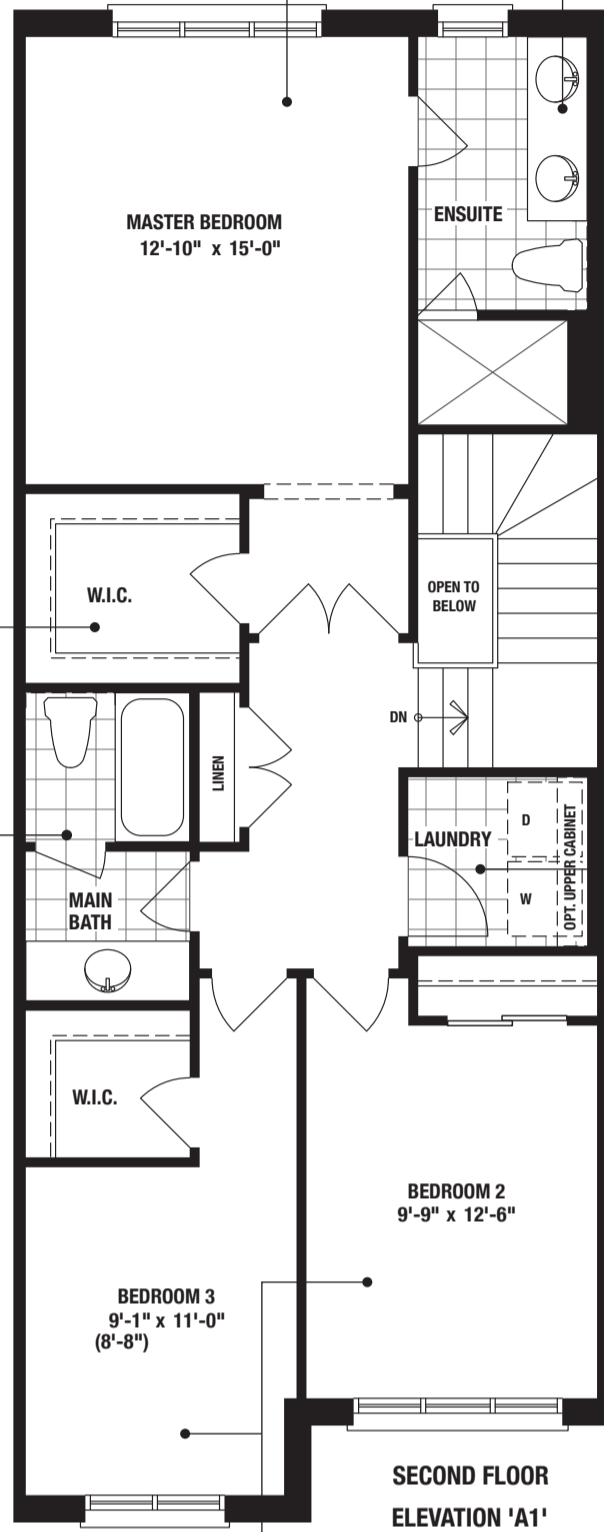 MASTER BEDROOM
12'-10" x 15'-0"
ENSUITE
W.I.C.
OPEN TO
BELOW
DN
LINEN
LAUNDRY
D
W
OPT. UPPER CABINET
MAIN
BATH
W.I.C.
BEDROOM 2
9'-9" x 12'-6"
BEDROOM 3
9'-1" x 11'-0"
(8'-8")
SECOND FLOOR
ELEVATION 'A1'